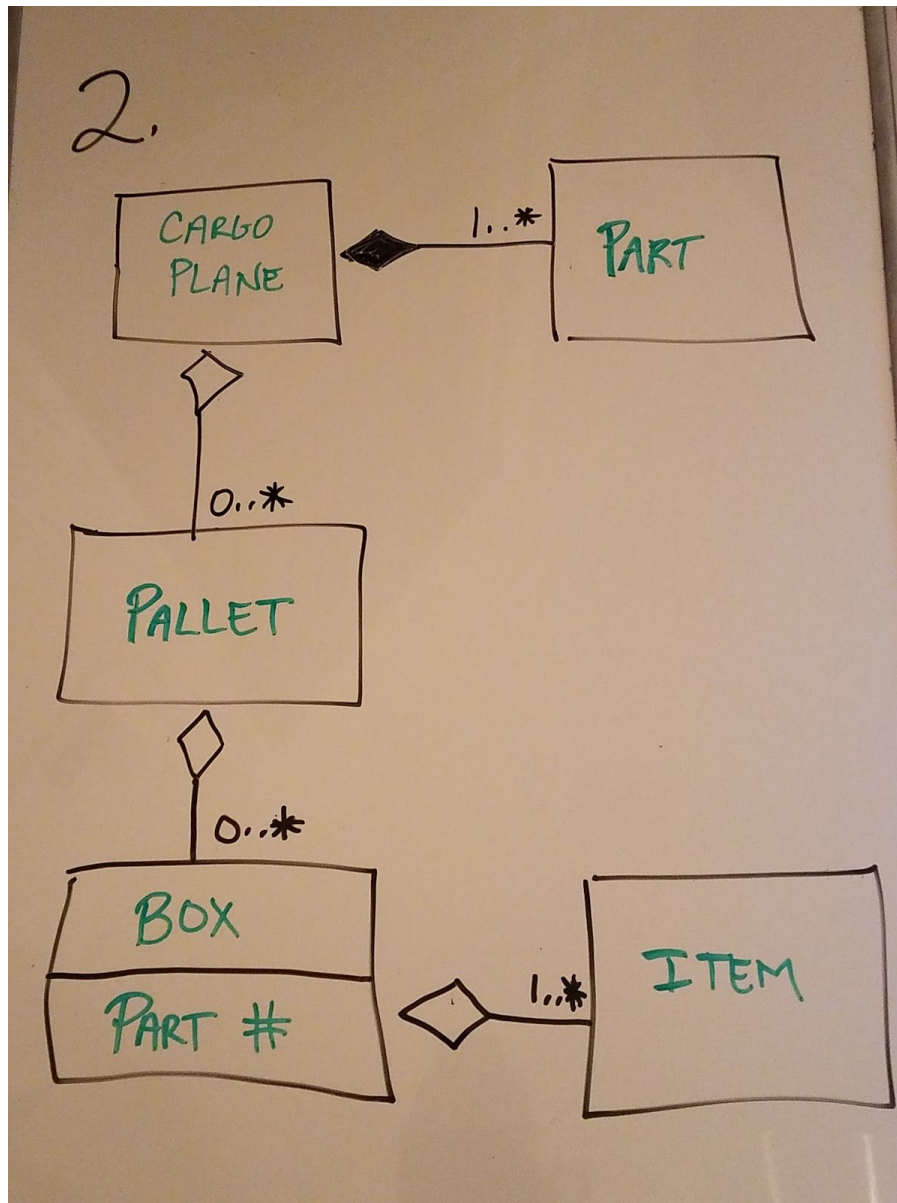 2.
CARGO
PLANE
1..*
PART
0..*
PALLET
0..*
BOX
PART #
1..*
ITEM